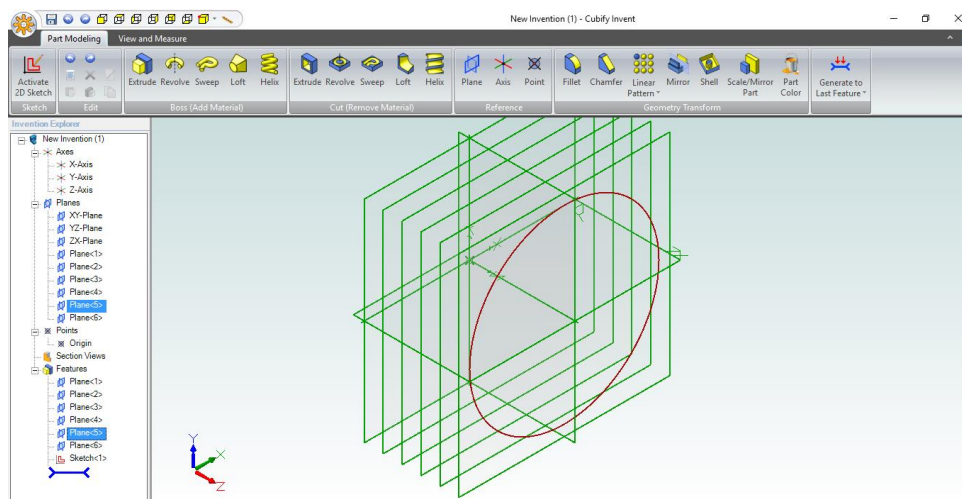 New Invention (1) - Cubify Invent
Part Modeling View and Measure
Activate 2D Sketch
Extrude Revolve Sweep Loft Helix
Extrude Revolve Sweep Loft Helix
Plane Axis Point
Fillet Chamfer Linear Pattern Mirror Shell Scale/Mirror Part Part Color
Generate to Last Feature
Sketch Edit Boss (Add Material) Cut (Remove Material) Reference Geometry Transform
Invention Explorer
New Invention (1)
Axes
X-Axis
Y-Axis
Z-Axis
Planes
XY-Plane
YZ-Plane
ZX-Plane
Plane<1>
Plane<2>
Plane<3>
Plane<4>
Plane<5>
Plane<6>
Points
Origin
Section Views
Features
Plane<1>
Plane<2>
Plane<3>
Plane<4>
Plane<5>
Plane<6>
Sketch<1>
Y
X
Z